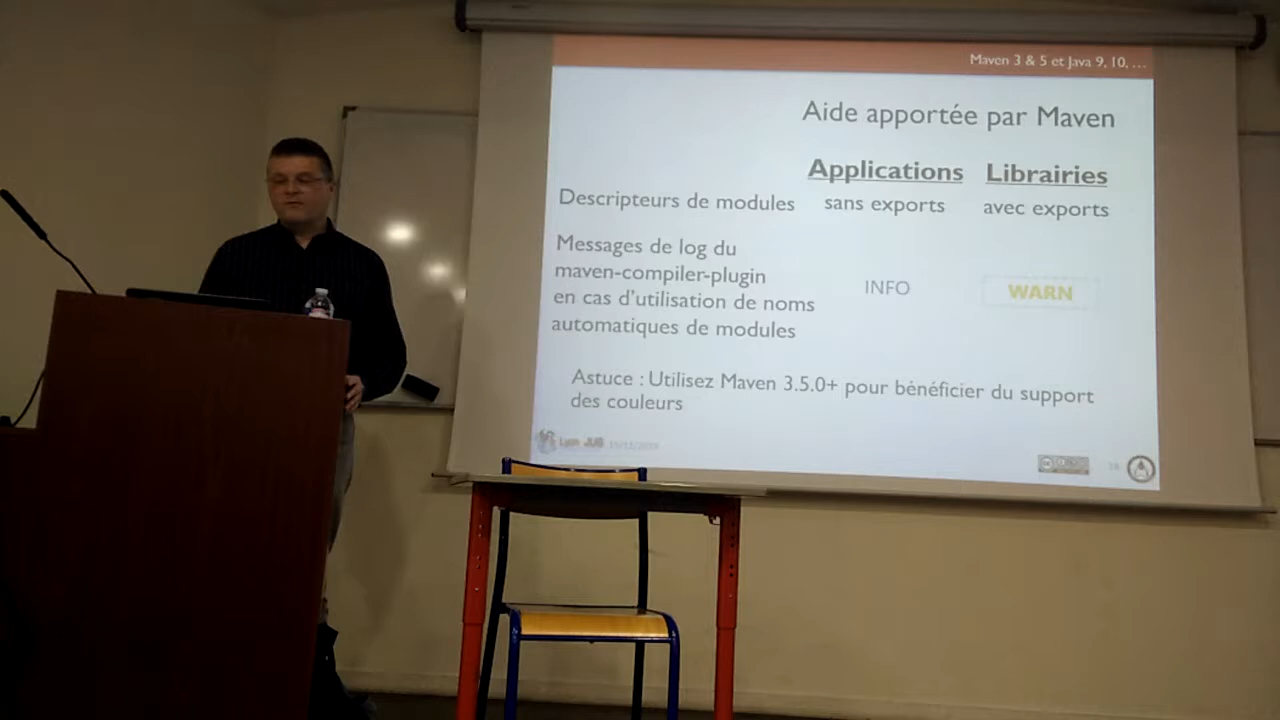 Maven 3 & 5 et Java 9, 10, …
Aide apportée par Maven
Applications Librairies
Descripteurs de modules sans exports avec exports
Messages de log du
maven-compiler-plugin
en cas d'utilisation de noms
automatiques de modules
INFO WARN
Astuce : Utilisez Maven 3.5.0+ pour bénéficier du support
des couleurs
Lyon JUG